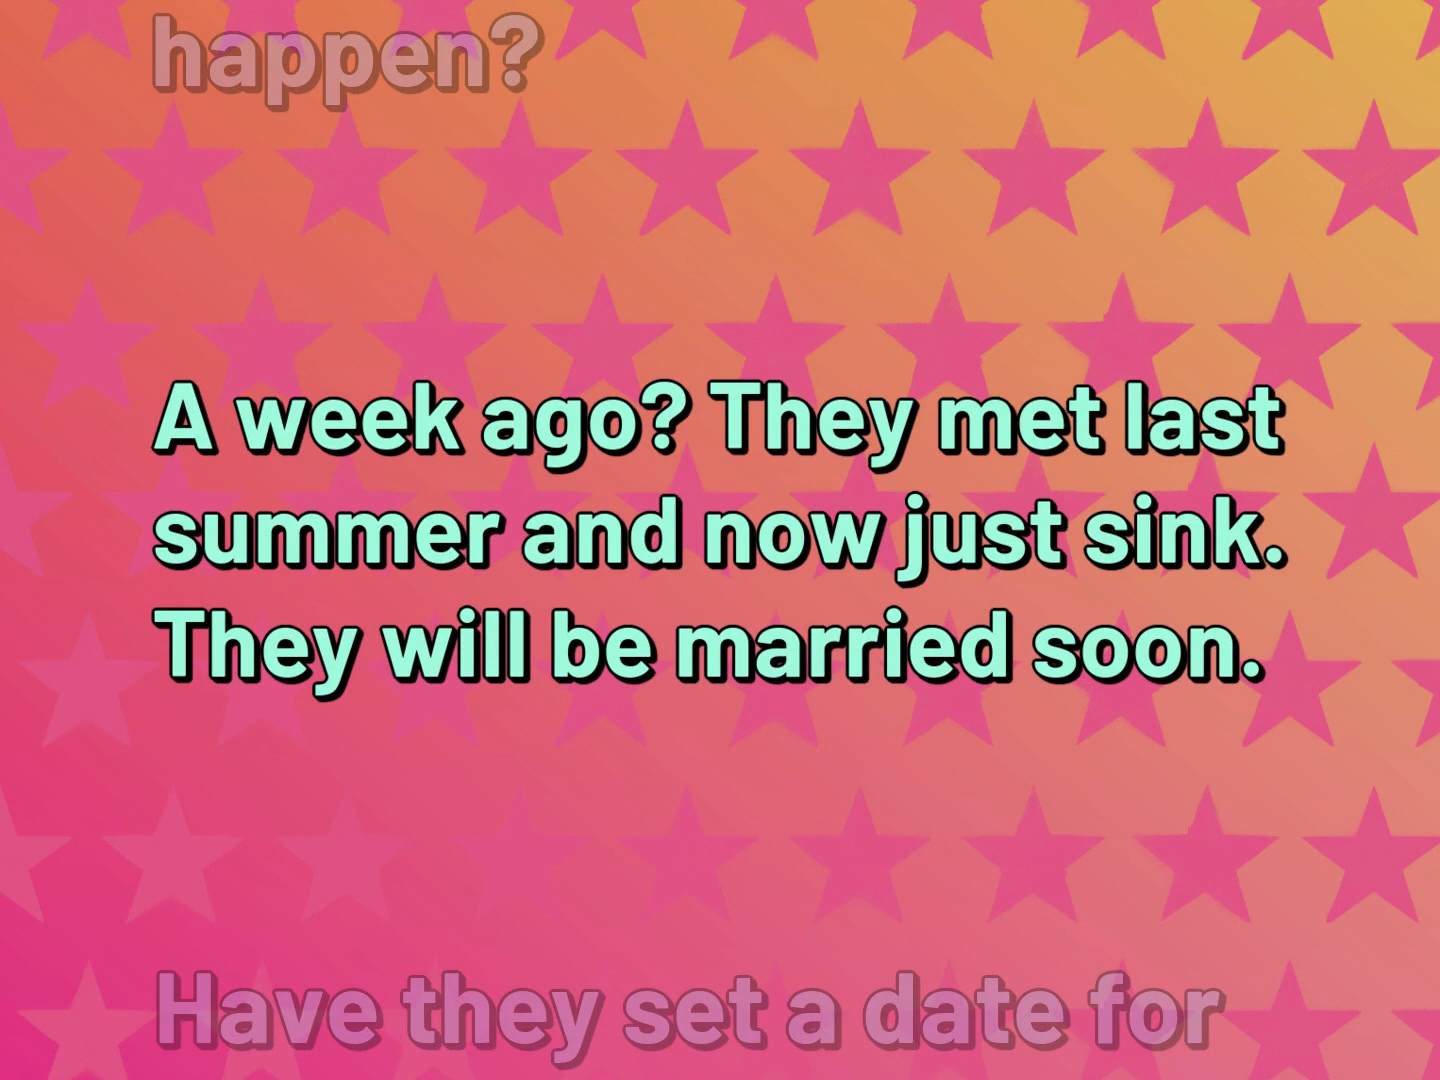 happen?
A week ago? They met last
summer and now just sink.
They will be married soon.
Have they set a date for